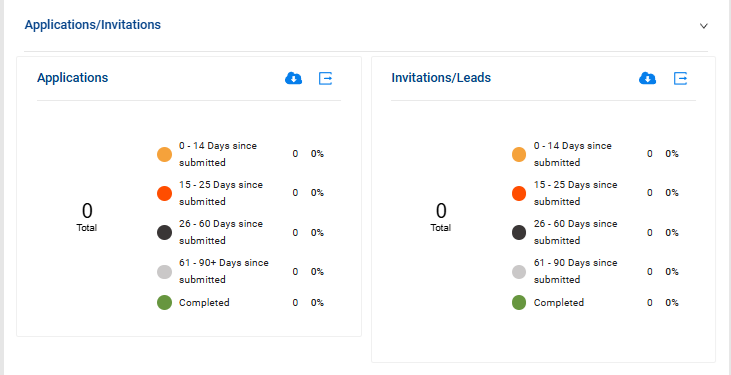 Applications/Invitations
Applications
0
Total
0 - 14 Days since
submitted
0 0%
15 - 25 Days since
submitted
0 0%
26 - 60 Days since
submitted
0 0%
61 - 90+ Days since
submitted
0 0%
Completed 0 0%
Invitations/Leads
0
Total
0 - 14 Days since
submitted
0 0%
15 - 25 Days since
submitted
0 0%
26 - 60 Days since
submitted
0 0%
61 - 90 Days since
submitted
0 0%
Completed 0 0%